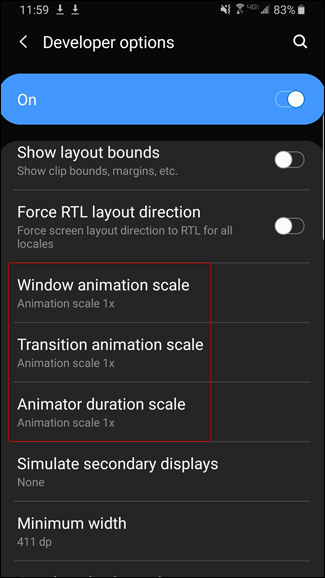 11:59 83%
Developer options
On
Show layout bounds
Show clip bounds, margins, etc.
Force RTL layout direction
Force screen layout direction to RTL for all
locales
Window animation scale
Animation scale 1x
Transition animation scale
Animation scale 1x
Animator duration scale
Animation scale 1x
Simulate secondary displays
None
Minimum width
411 dp